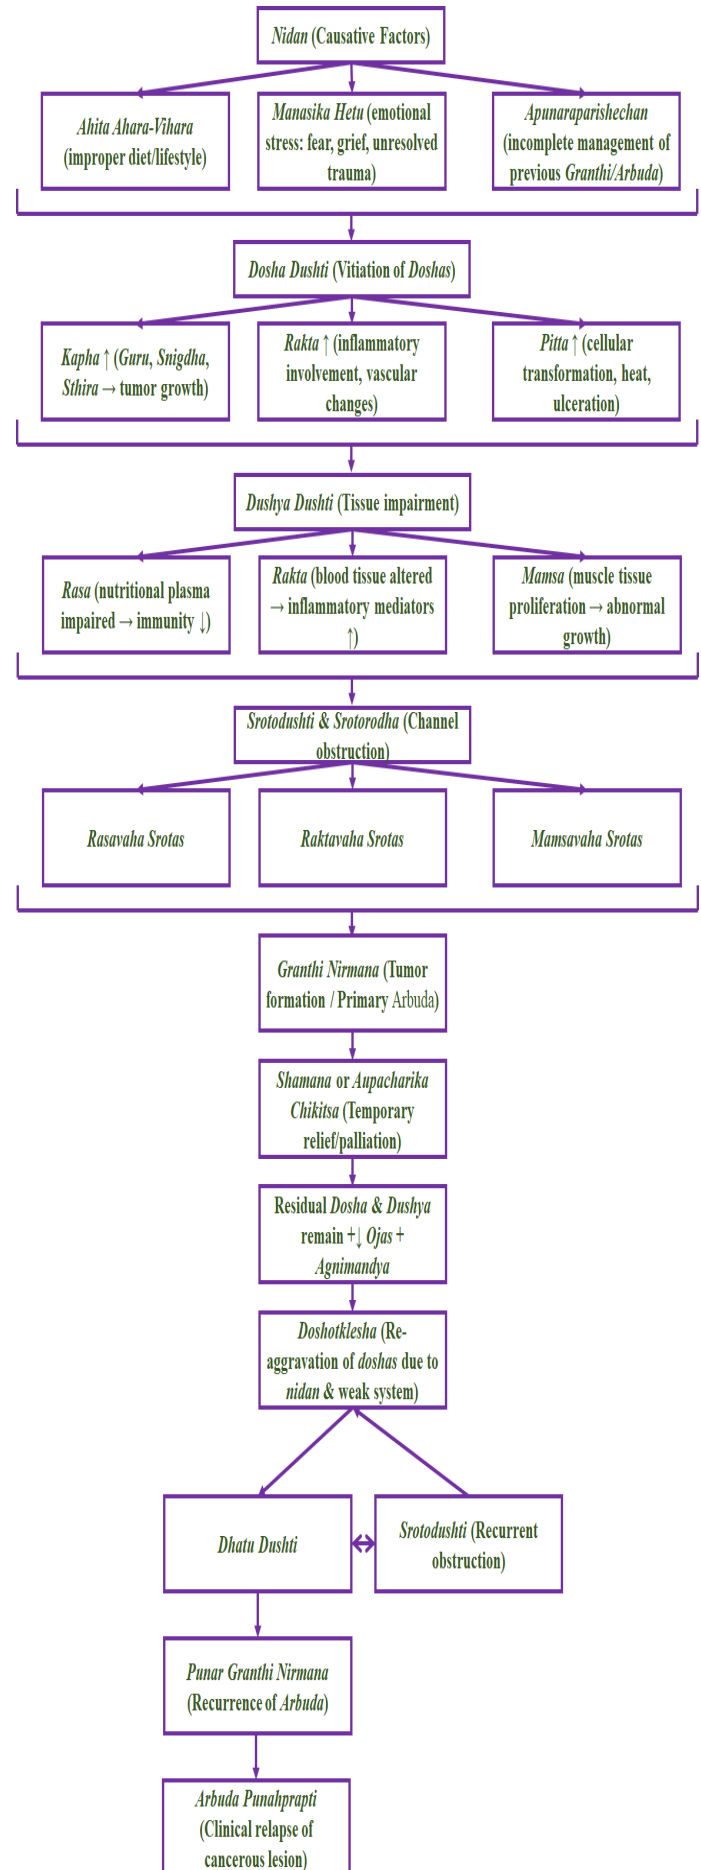 Nidan (Causative Factors)
Ahita Ahara-Vihara
(improper diet/lifestyle)
Manasika Hetu (emotional
stress: fear, grief, unresolved
trauma)
Apunaraparishechan
(incomplete management of
previous Granthi/Arbuda)
Dosha Dushti (Vitiation of Doshas)
Kapha ↑ (Guru, Snigdha,
Sthira → tumor growth)
Rakta ↑ (inflammatory
involvement, vascular
changes)
Pitta ↑ (cellular
transformation, heat,
ulceration)
Dushya Dushti (Tissue impairment)
Rasa (nutritional plasma
impaired → immunity ↓)
Rakta (blood tissue altered
→ inflammatory mediators
↑)
Mamsa (muscle tissue
proliferation → abnormal
growth)
Srotodushti & Srotorodha (Channel
obstruction)
Rasavaha Srotas
Raktavaha Srotas
Mamsavaha Srotas
Granthi Nirmana (Tumor
formation / Primary Arbuda)
Shamana or Aupacharika
Chikitsa (Temporary
relief/palliation)
Residual Dosha & Dushya
remain +↓ Ojas +
Agnimandya
Doshotklesha (Re-
aggravation of doshas due to
nidan & weak system)
Dhatu Dushti
Srotodushti (Recurrent
obstruction)
Punar Granthi Nirmana
(Recurrence of Arbuda)
Arbuda Punahprapti
(Clinical relapse of
cancerous lesion)